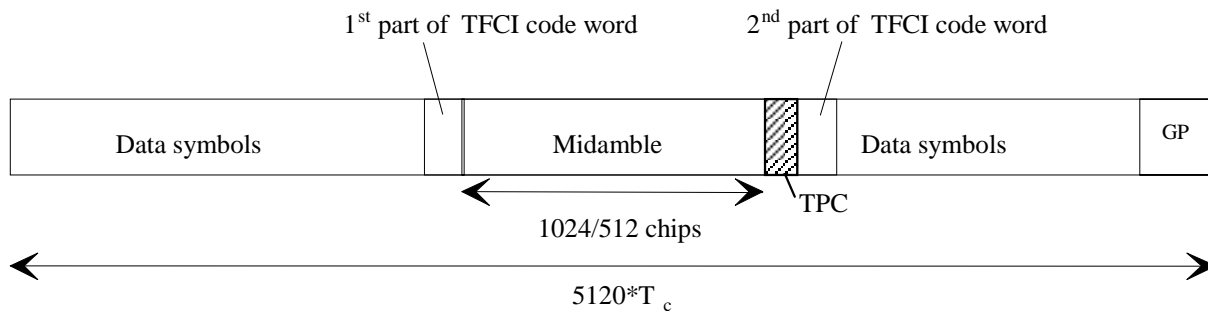 1st part of TFCI code word
2nd part of TFCI code word
Data symbols
Midamble
Data symbols
GP
TPC
1024/512 chips
5120*T c